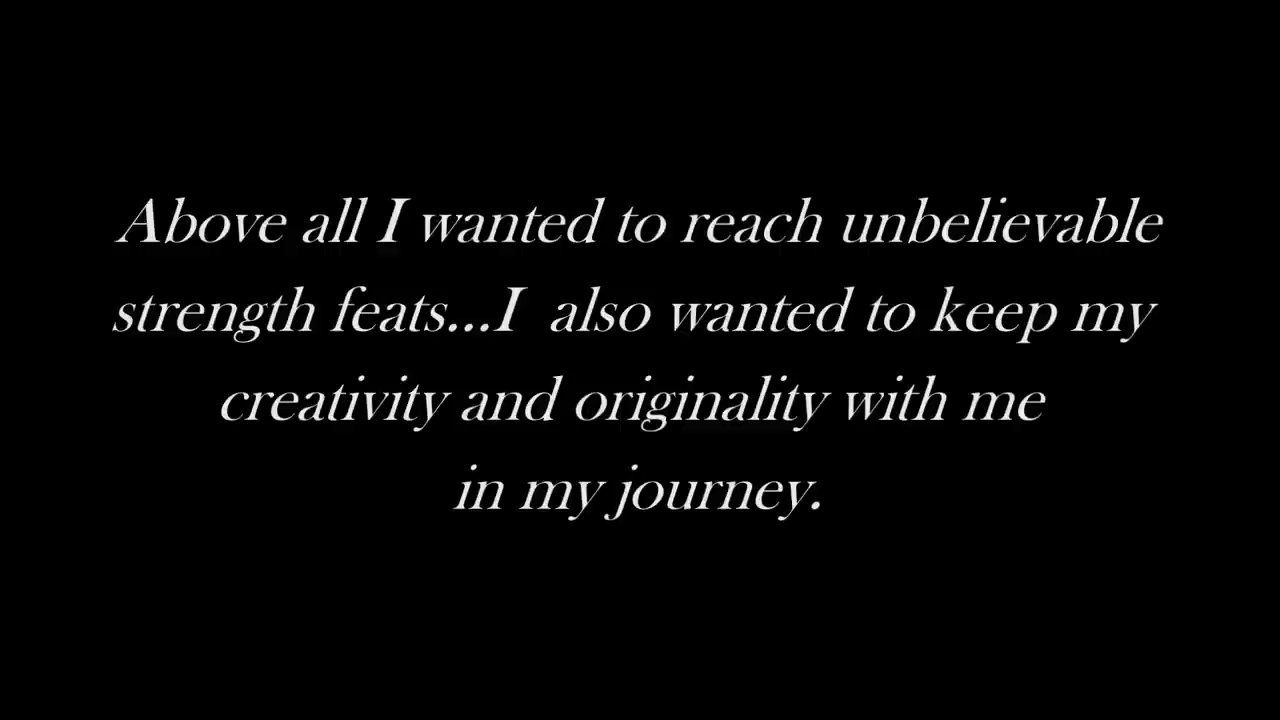 Above all I wanted to reach unbelievable
strength feats...I  also wanted to keep my
creativity and originality with me
in my journey.